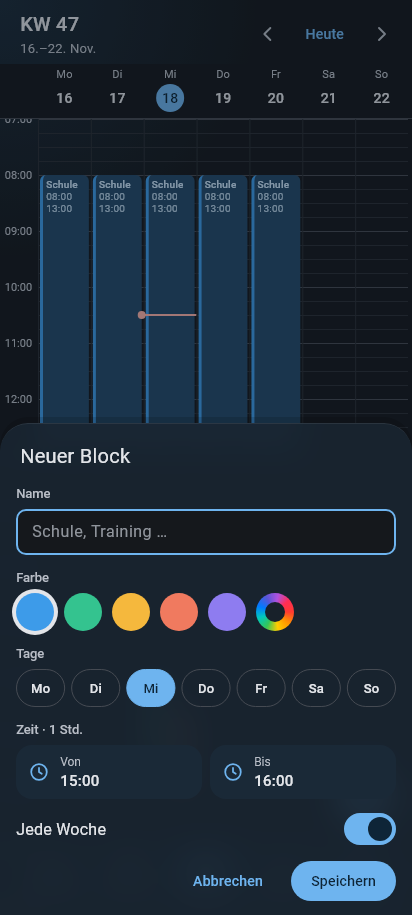 KW 47
16.–22. Nov.
Heute
Mo Di Mi Do Fr Sa So
16 17 18 19 20 21 22
07:00
08:00
Schule Schule Schule Schule Schule
08:00 08:00 08:00 08:00 08:00
13:00 13:00 13:00 13:00 13:00
09:00
10:00
11:00
12:00
Neuer Block
Name
Schule, Training …
Farbe
Tage
Mo Di Mi Do Fr Sa So
Zeit · 1 Std.
Von Bis
15:00 16:00
Jede Woche
Abbrechen Speichern